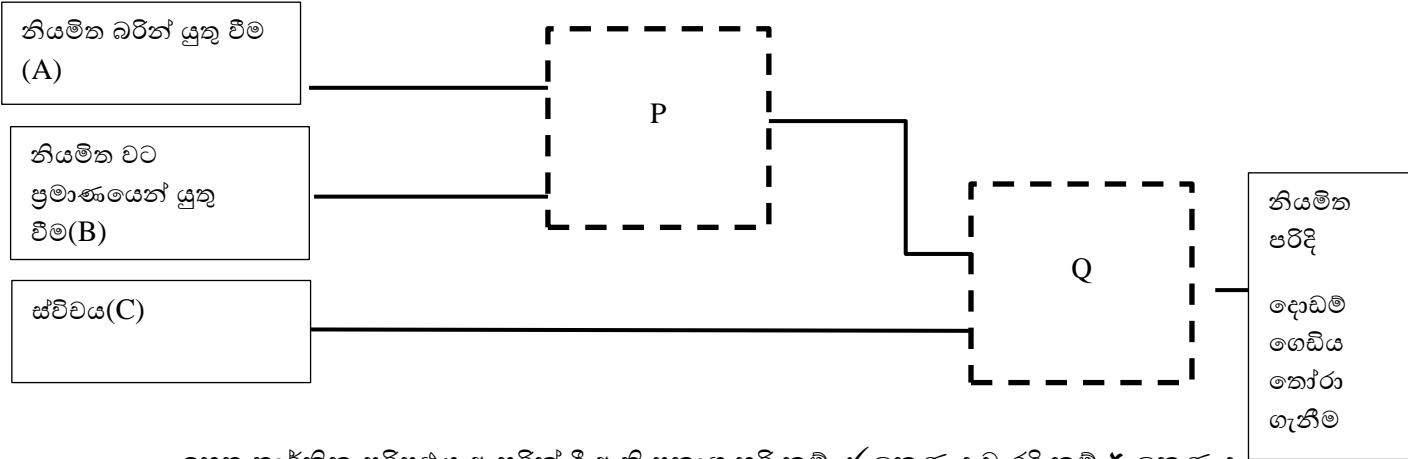 නියමිත බරින් යුතු වීම
(A)
P
නියමිත වට
ප්‍රමාණයෙන් යුතු
වීම(B)
Q
ස්විචය(C)
නියමිත
පරිදි
දොඩම්
ගෙඩිය
තෝරා
ගැනීම